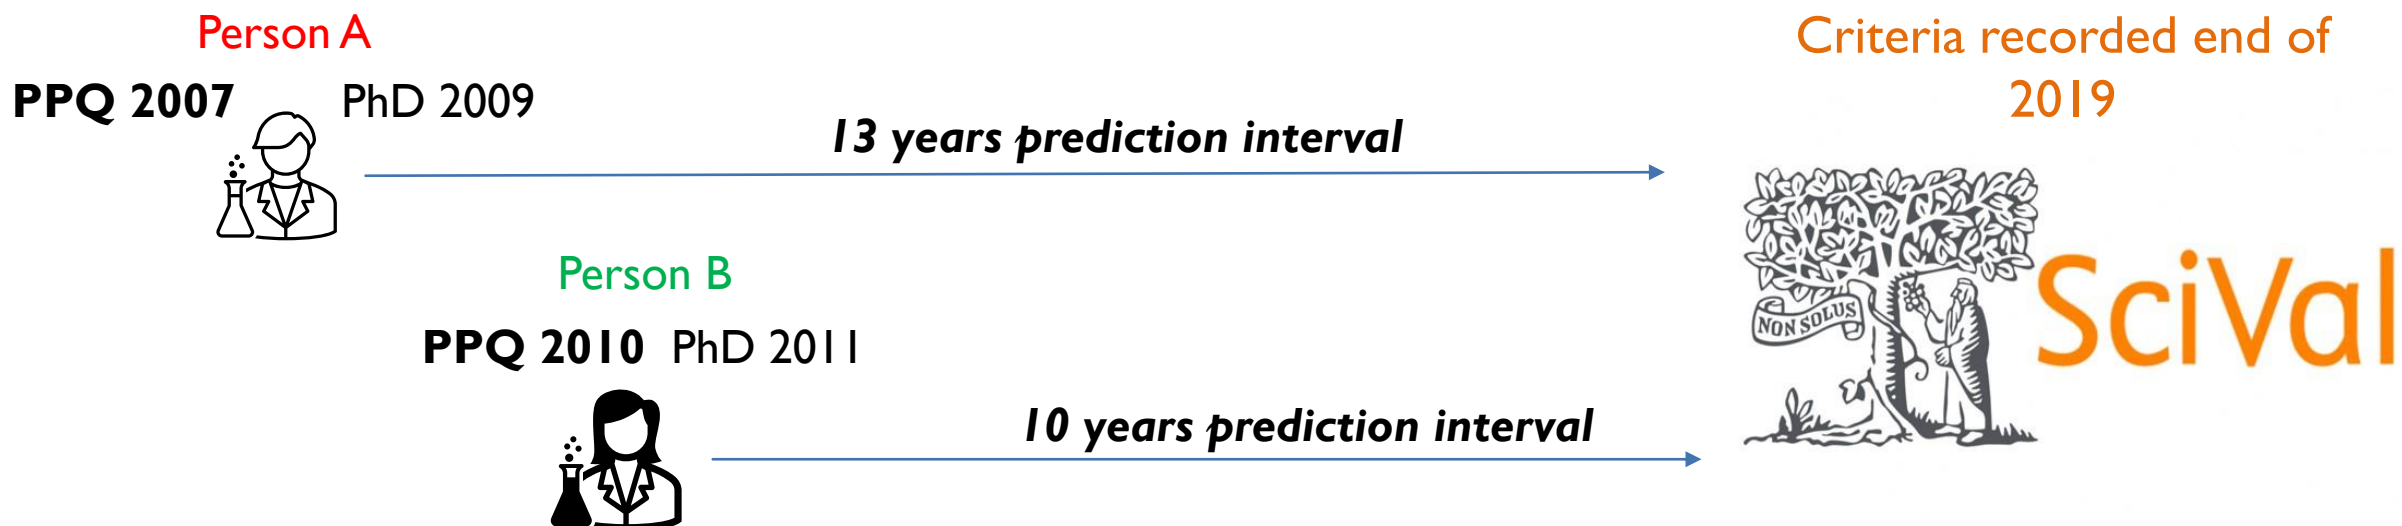 Person A
PPQ 2007 PhD 2009
13 years prediction interval
Criteria recorded end of
2019
Person B
PPQ 2010 PhD 2011
10 years prediction interval
NON SOLUS
SciVal